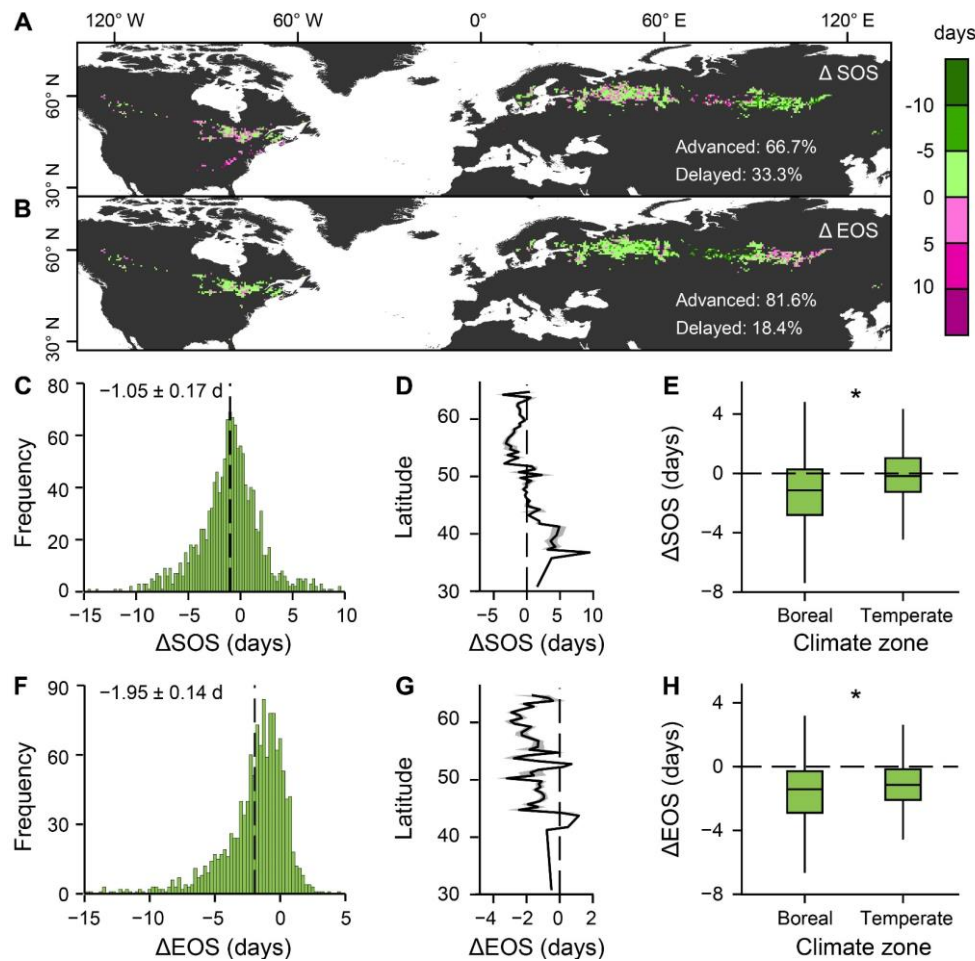 120° W 60° W 0° 60° E 120° E
days
A
60° N
30° N
Δ SOS
Advanced: 66.7%
Delayed: 33.3%
B
60° N
30° N
Δ EOS
Advanced: 81.6%
Delayed: 18.4%
-10
-5
0
5
10
C
−1.05 ± 0.17 d
Frequency
80
60
40
20
0
−15 −10 −5 0 5 10
ΔSOS (days)
D
Latitude
60
50
40
30
−5 0 5 10
ΔSOS (days)
E
*
ΔSOS (days)
4
0
−4
−8
Boreal Temperate
Climate zone
F
−1.95 ± 0.14 d
Frequency
90
60
30
0
−15 −10 −5 0 5
ΔEOS (days)
G
Latitude
60
50
40
30
−4 −2 0 2
ΔEOS (days)
H
*
ΔEOS (days)
4
0
−4
−8
Boreal Temperate
Climate zone